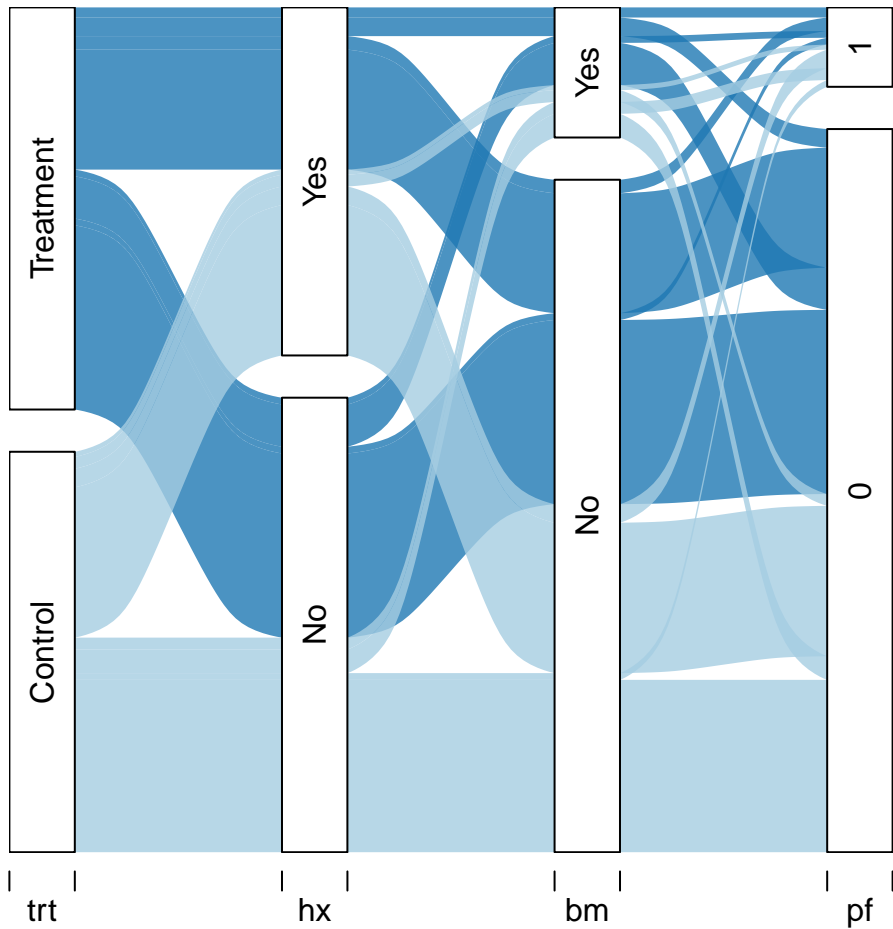 Treatment
Control
Yes
No
Yes
No
1
0
trt hx bm pf